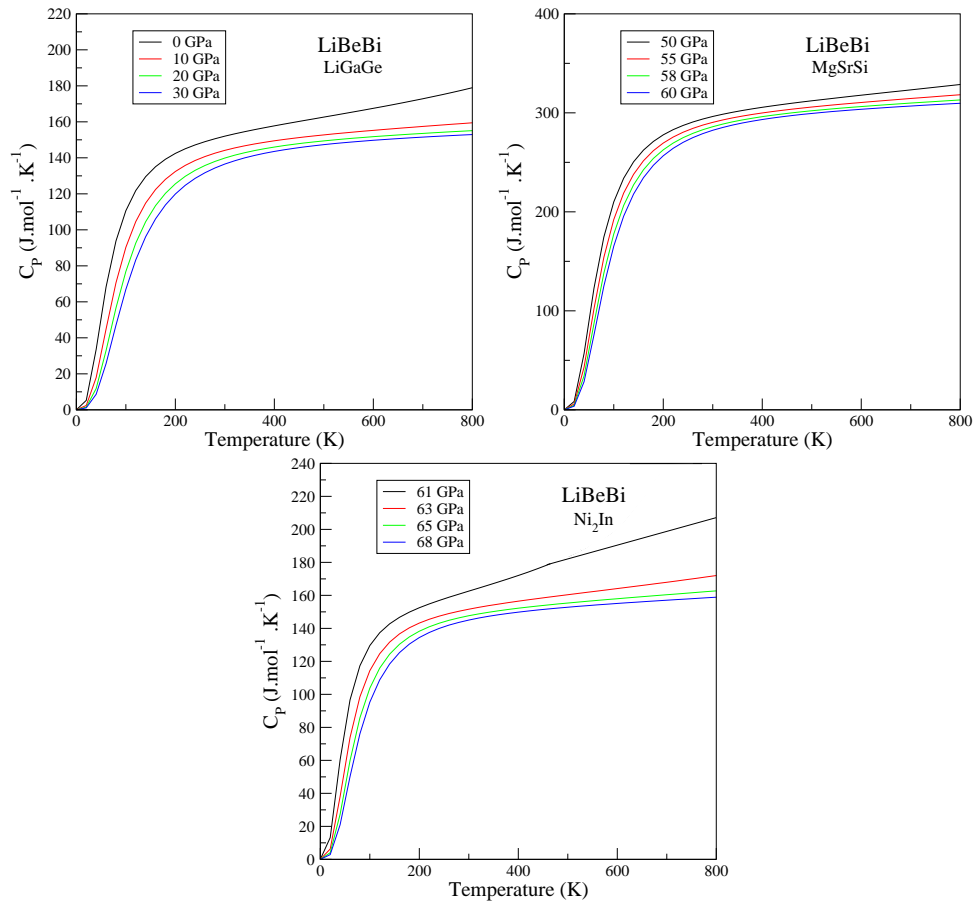 220
200
180
160
140
120
100
80
60
40
20
0
C_P (J.mol^-1 .K^-1)
0 GPa
10 GPa
20 GPa
30 GPa
LiBeBi
LiGaGe
0 200 400 600 800
Temperature (K)
400
300
200
100
0
C_P (J.mol^-1 .K^-1)
50 GPa
55 GPa
58 GPa
60 GPa
LiBeBi
MgSrSi
0 200 400 600 800
Temperature (K)
240
220
200
180
160
140
120
100
80
60
40
20
0
C_P (J.mol^-1 .K^-1)
61 GPa
63 GPa
65 GPa
68 GPa
LiBeBi
Ni₂In
0 200 400 600 800
Temperature (K)